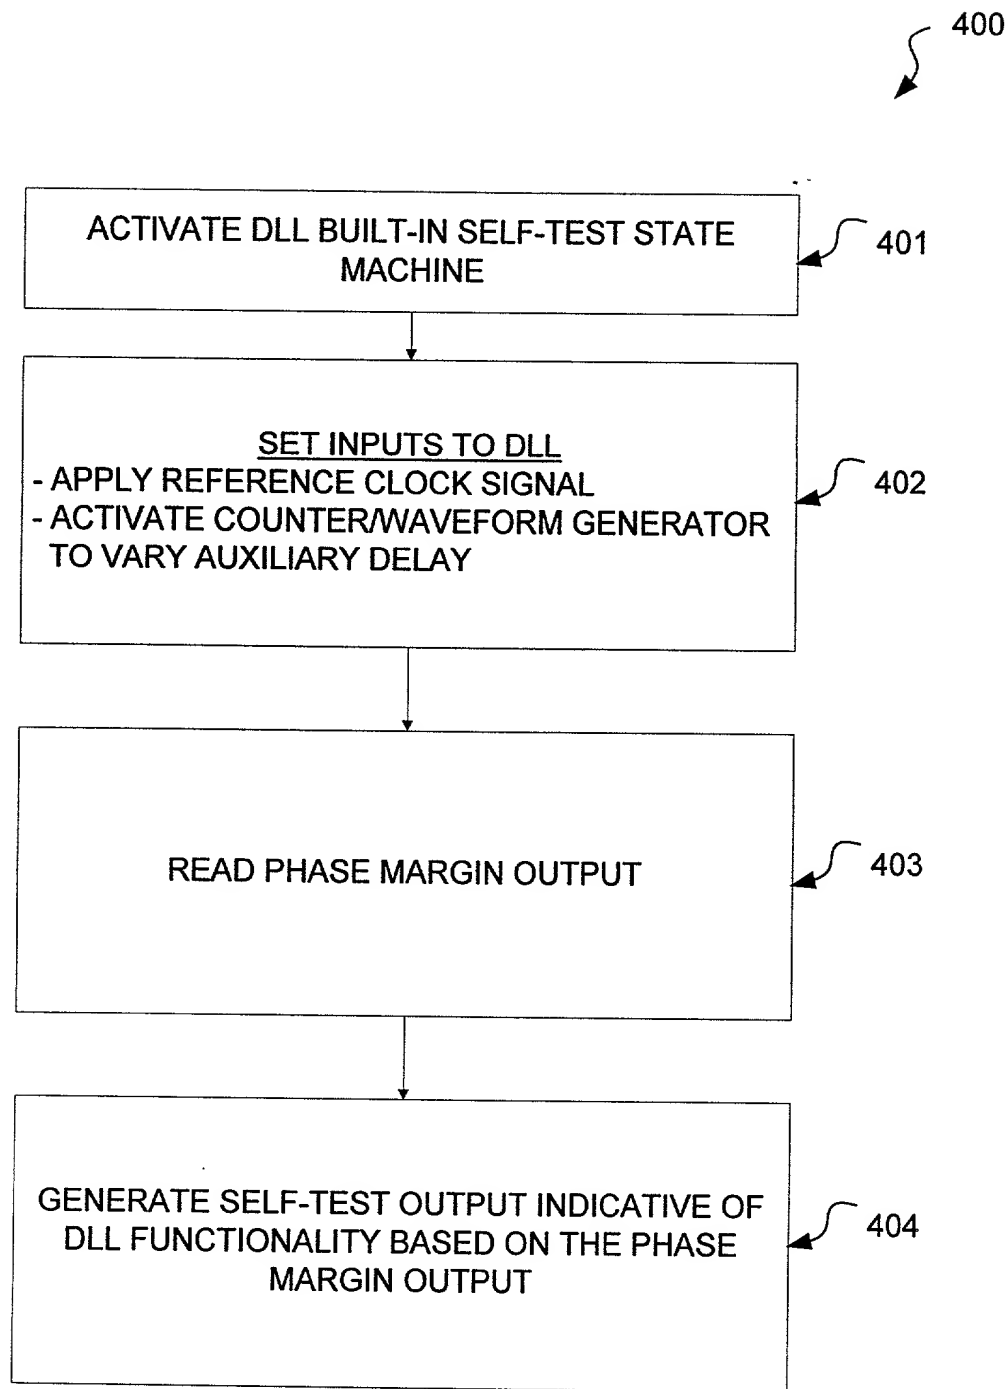 400
ACTIVATE DLL BUILT-IN SELF-TEST STATE
MACHINE
401
SET INPUTS TO DLL
- APPLY REFERENCE CLOCK SIGNAL
- ACTIVATE COUNTER/WAVEFORM GENERATOR
TO VARY AUXILIARY DELAY
402
READ PHASE MARGIN OUTPUT
403
GENERATE SELF-TEST OUTPUT INDICATIVE OF
DLL FUNCTIONALITY BASED ON THE PHASE
MARGIN OUTPUT
404